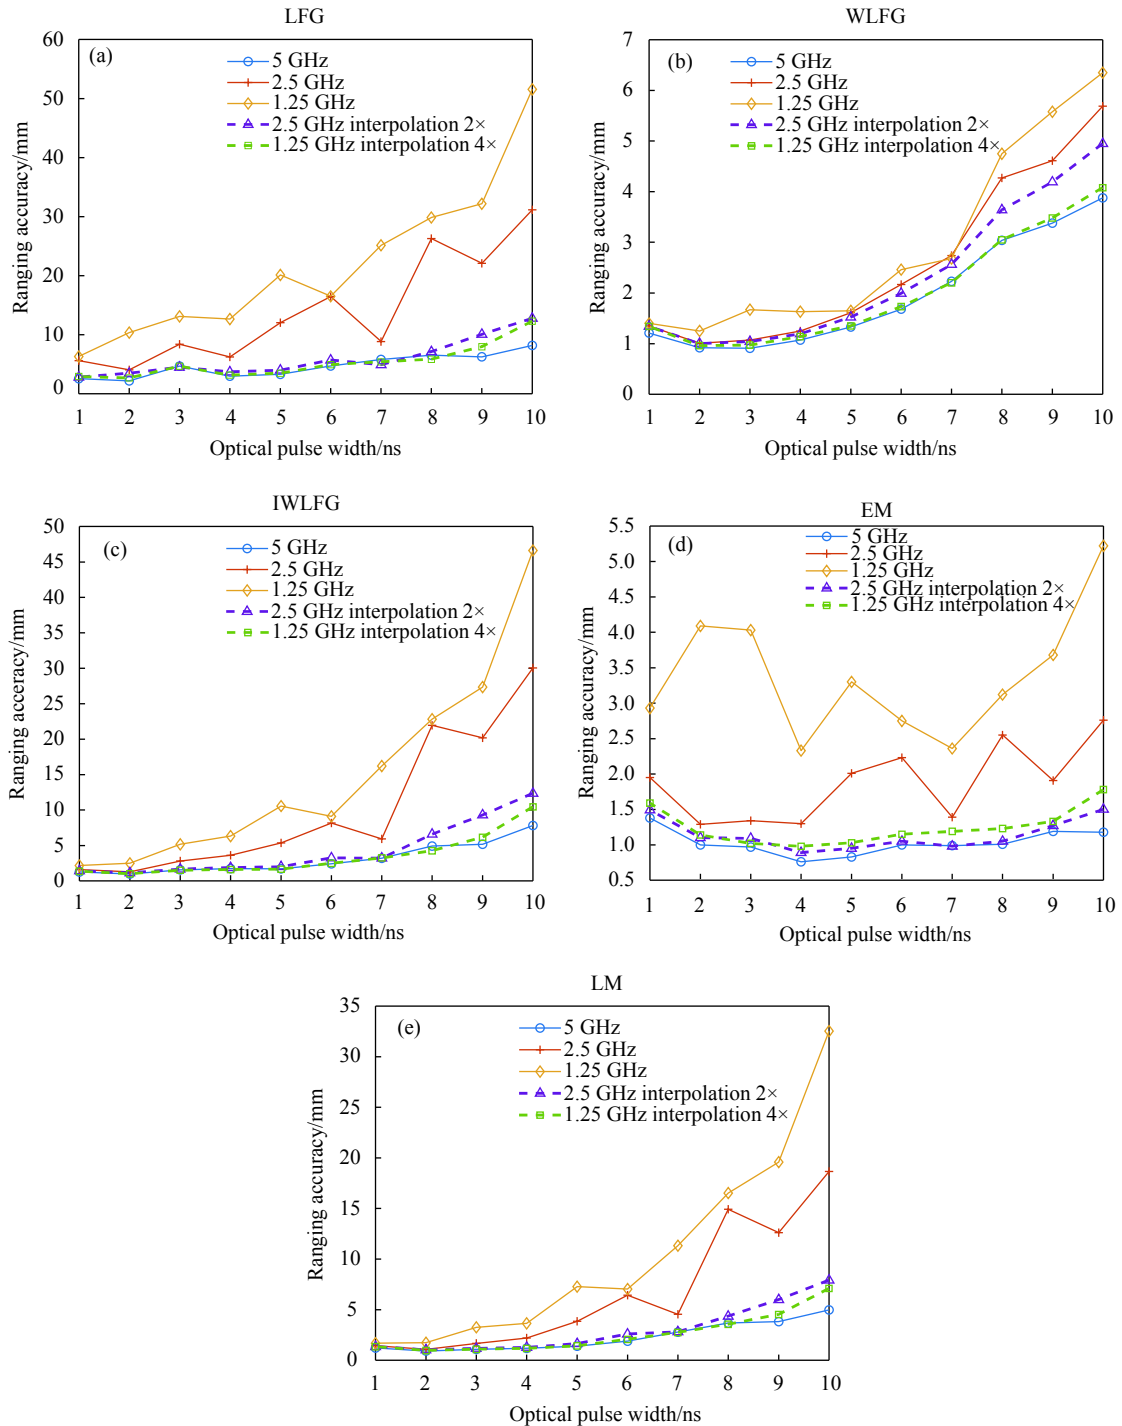 LFG
(a)
5 GHz
2.5 GHz
1.25 GHz
2.5 GHz interpolation 2×
1.25 GHz interpolation 4×
60
50
40
30
20
10
0
Ranging accuracy/mm
1 2 3 4 5 6 7 8 9 10
Optical pulse width/ns
WLFG
(b)
5 GHz
2.5 GHz
1.25 GHz
2.5 GHz interpolation 2×
1.25 GHz interpolation 4×
7
6
5
4
3
2
1
0
Ranging accuracy/mm
1 2 3 4 5 6 7 8 9 10
Optical pulse width/ns
IWLFG
(c)
5 GHz
2.5 GHz
1.25 GHz
2.5 GHz interpolation 2×
1.25 GHz interpolation 4×
50
45
40
35
30
25
20
15
10
5
0
Ranging acceracy/mm
1 2 3 4 5 6 7 8 9 10
Optical pulse width/ns
EM
(d)
5 GHz
2.5 GHz
1.25 GHz
2.5 GHz interpolation 2×
1.25 GHz interpolation 4×
5.5
5.0
4.5
4.0
3.5
3.0
2.5
2.0
1.5
1.0
0.5
Ranging accuracy/mm
1 2 3 4 5 6 7 8 9 10
Optical pulse width/ns
LM
(e)
5 GHz
2.5 GHz
1.25 GHz
2.5 GHz interpolation 2×
1.25 GHz interpolation 4×
35
30
25
20
15
10
5
0
Ranging accuracy/mm
1 2 3 4 5 6 7 8 9 10
Optical pulse width/ns